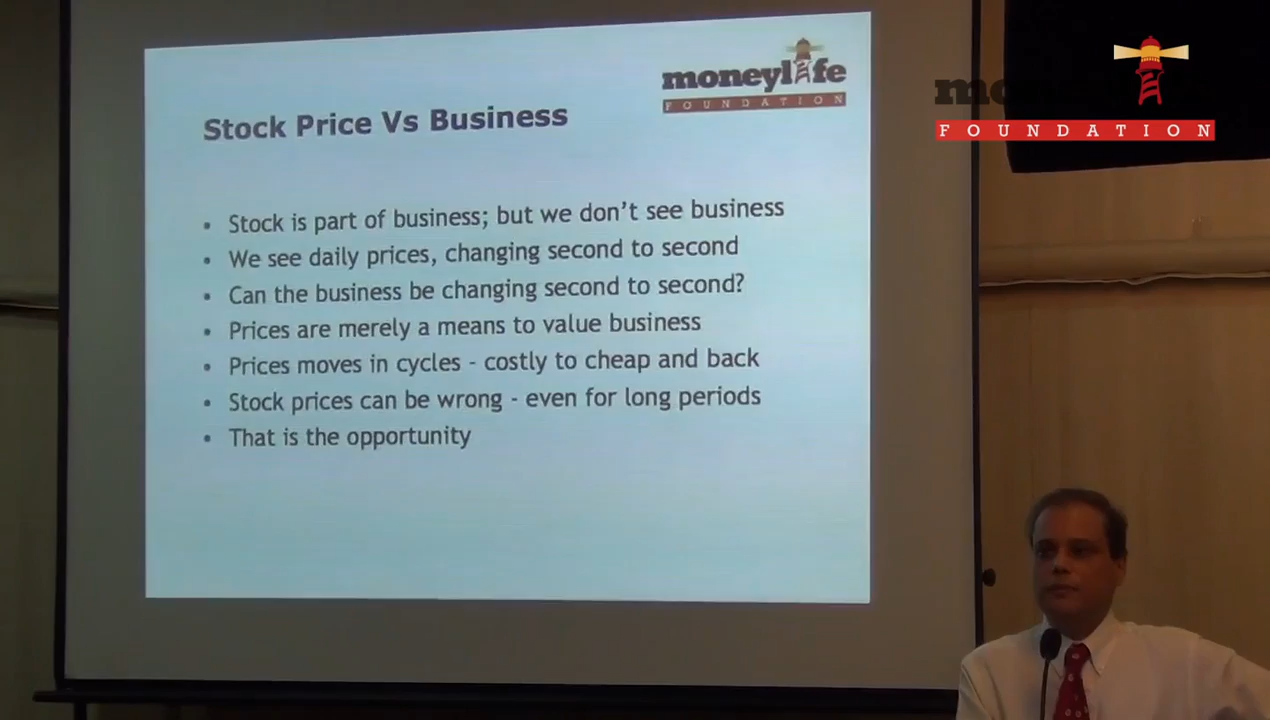 moneylife
FOUNDATION
Stock Price Vs Business
• Stock is part of business; but we don't see business
• We see daily prices, changing second to second
• Can the business be changing second to second?
• Prices are merely a means to value business
• Prices moves in cycles - costly to cheap and back
• Stock prices can be wrong - even for long periods
• That is the opportunity
FOUNDATION